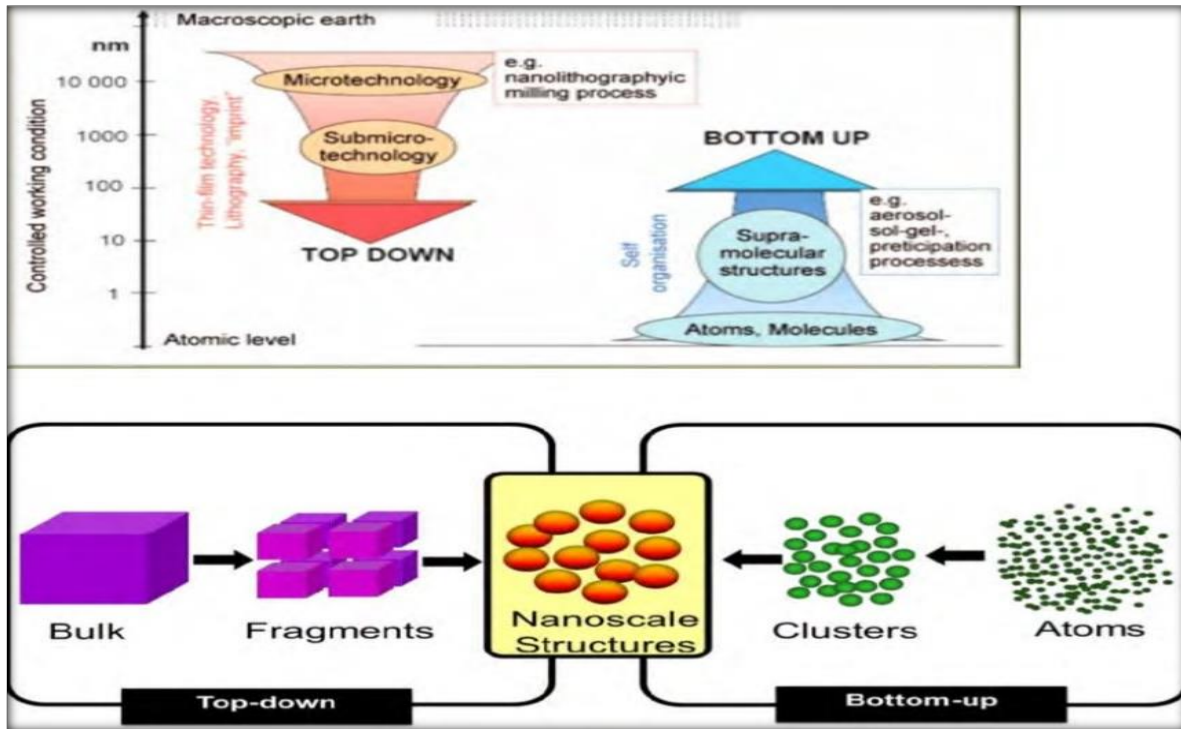 Macroscopic earth
nm
10 000
1000
100
10
1
Atomic level
Controlled working condition
Thin-film technology,
Lithography, "imprint"
Microtechnology
Submicro-
technology
TOP DOWN
e.g.
nanolithographyic
milling process
BOTTOM UP
Self
organisation
Supra-
molecular
structures
Atoms, Molecules
e.g.
aerosol-
sol-gel-,
preticipation
processess
Bulk
Fragments
Nanoscale
Structures
Clusters
Atoms
Top-down
Bottom-up